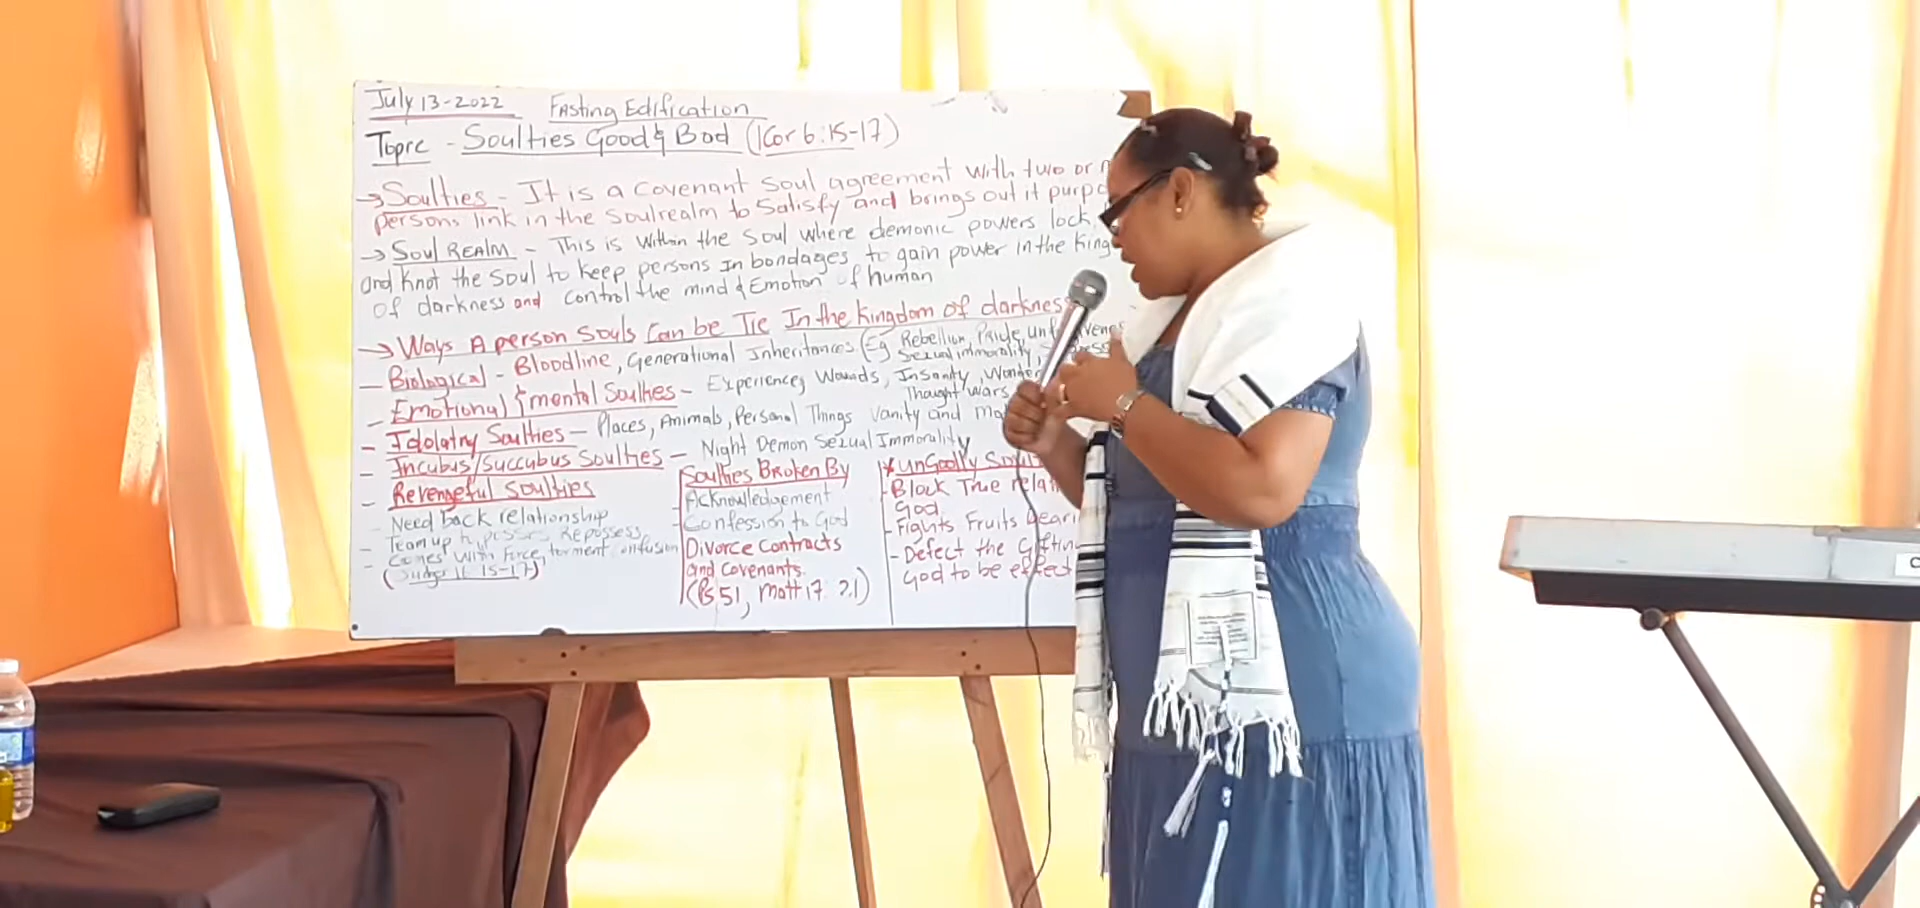 July 13-2022 Fasting Edification
Topic - Soulties Good & Bad (1Cor 6:15-17)
→ Soulties - It is a covenant soul agreement with two or
persons link in the soulrealm to satisfy and brings out it
→ Soul REALM - This is within the soul where demonic powers lock,
and knot the soul to keep persons in bondages to gain power in the
of darkness and control the mind & Emotion of human
→ Ways A person Souls Can be Tie In the kingdom of darkness
- Biological - Bloodline, Generational Inheritances (Eg Rebellion, Pride,
Sexual immorality,
- Emotional & mental Soulties - Experiences Wounds, Insanity,
Thought Wars
- Idolatry Soulties - Places, Animals, Personal Things Vanity and
- Incubus/Succubus Soulties - Night Demon Sexual Immorality
- Revengeful Soulties
- Need back relationship
- Team up to posses Repossess
- Comes with Force, torment
15-17)
Soulties Broken By
- Acknowledgement
- Confession to God
Divorce Contracts
and Covenants.
(Ps 51, Matt 17:21)
* UnGodly
- Block True
God.
- Fights Fruits
- Defect the
God to be